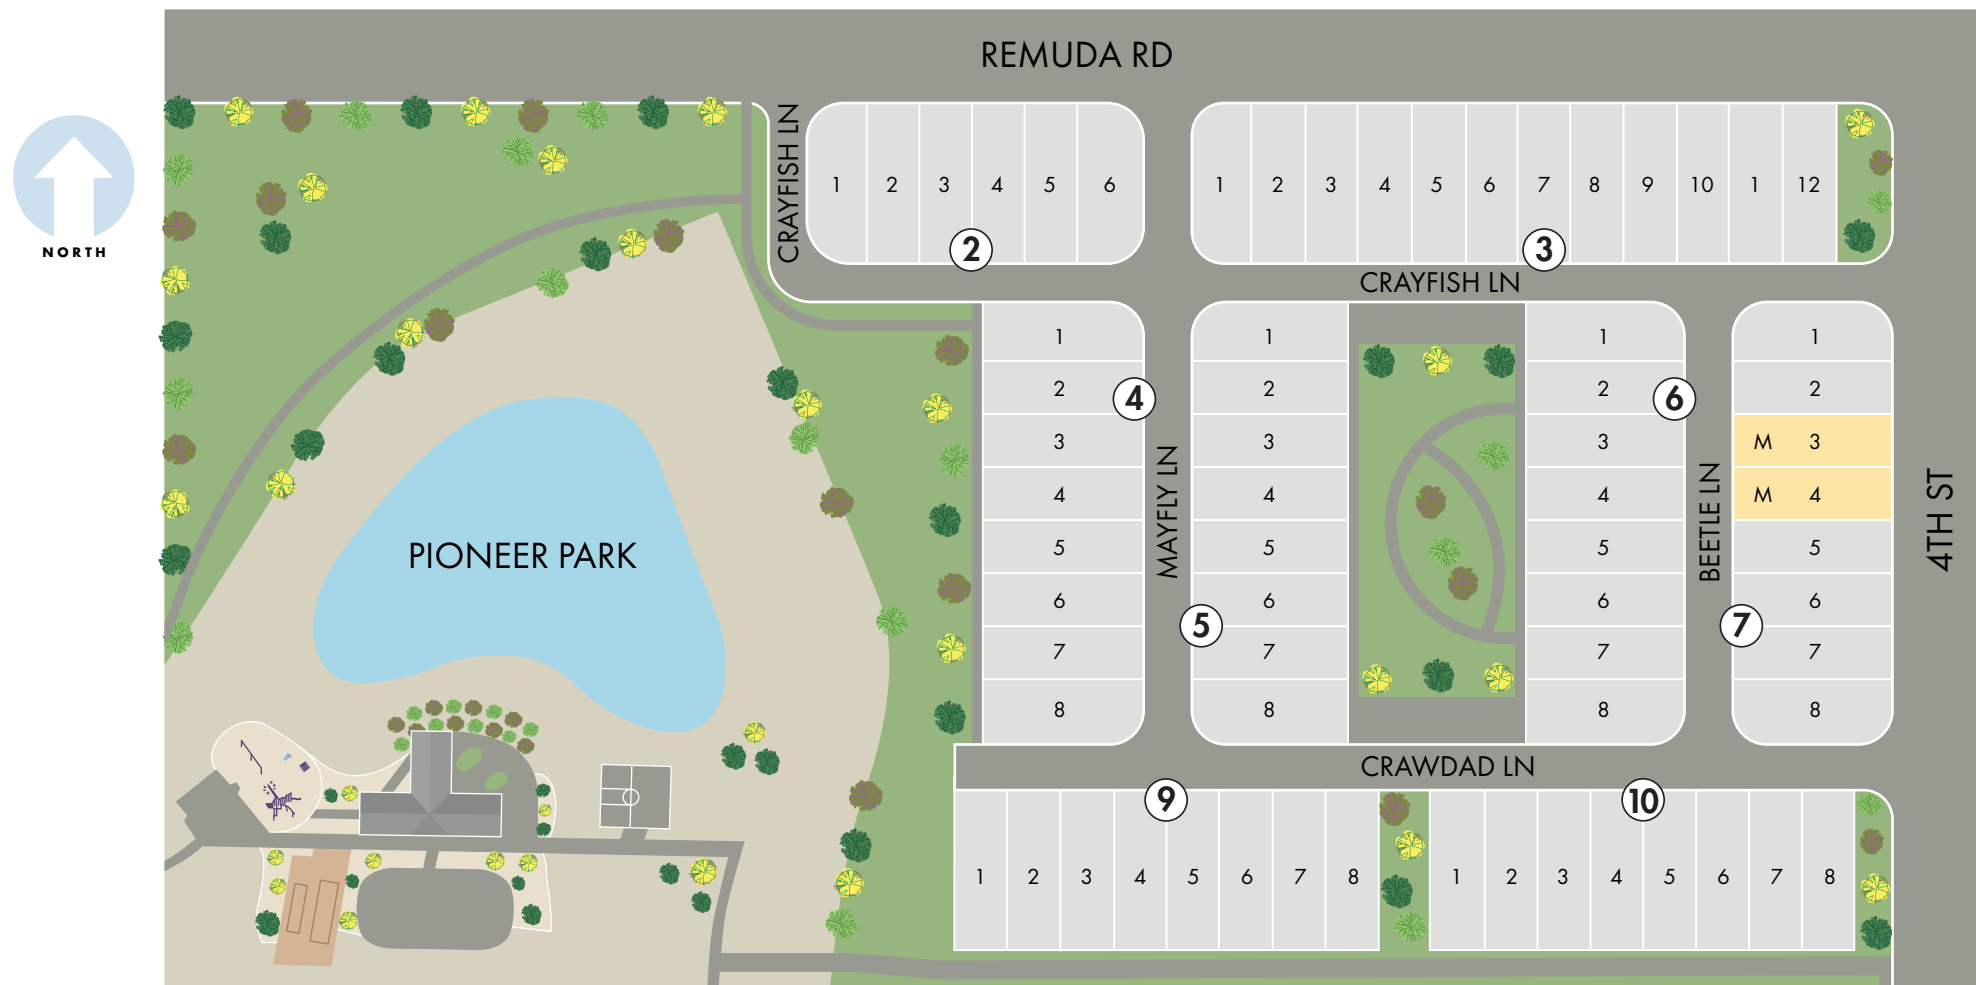 REMUDA RD
NORTH
CRAYFISH LN
1 2 3 4 5 6
2
1 2 3 4 5 6 7 8 9 10 1 12
3
CRAYFISH LN
1
2
3
4
5
6
7
8
4
MAYFLY LN
1
2
3
4
5
6
7
8
5
1
2
3
4
5
6
7
8
6
BEETLE LN
1
2
M 3
M 4
5
6
7
8
7
4TH ST
PIONEER PARK
CRAWDAD LN
9
1 2 3 4 5 6 7 8
10
1 2 3 4 5 6 7 8